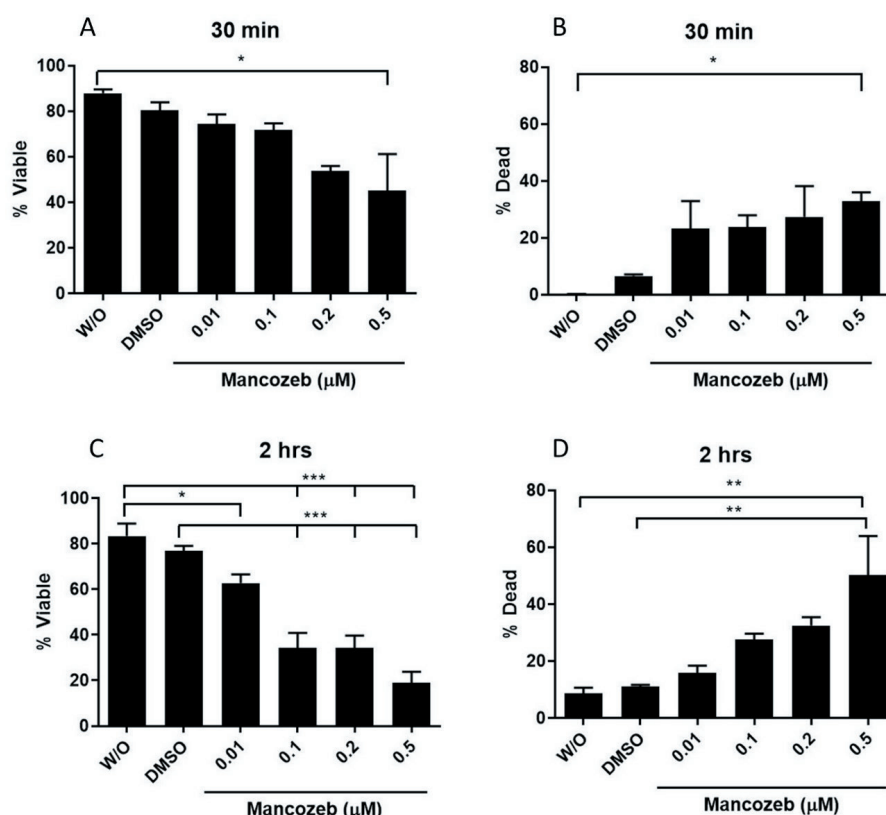 A
30 min
*
100
80
60
40
20
0
% Viable
W/O
DMSO
0.01
0.1
0.2
0.5
Mancozeb (μM)
B
30 min
*
80
60
40
20
0
% Dead
W/O
DMSO
0.01
0.1
0.2
0.5
Mancozeb (μM)
C
2 hrs
***
*
***
100
80
60
40
20
0
% Viable
W/O
DMSO
0.01
0.1
0.2
0.5
Mancozeb (μM)
D
2 hrs
**
**
80
60
40
20
0
% Dead
W/O
DMSO
0.01
0.1
0.2
0.5
Mancozeb (μM)